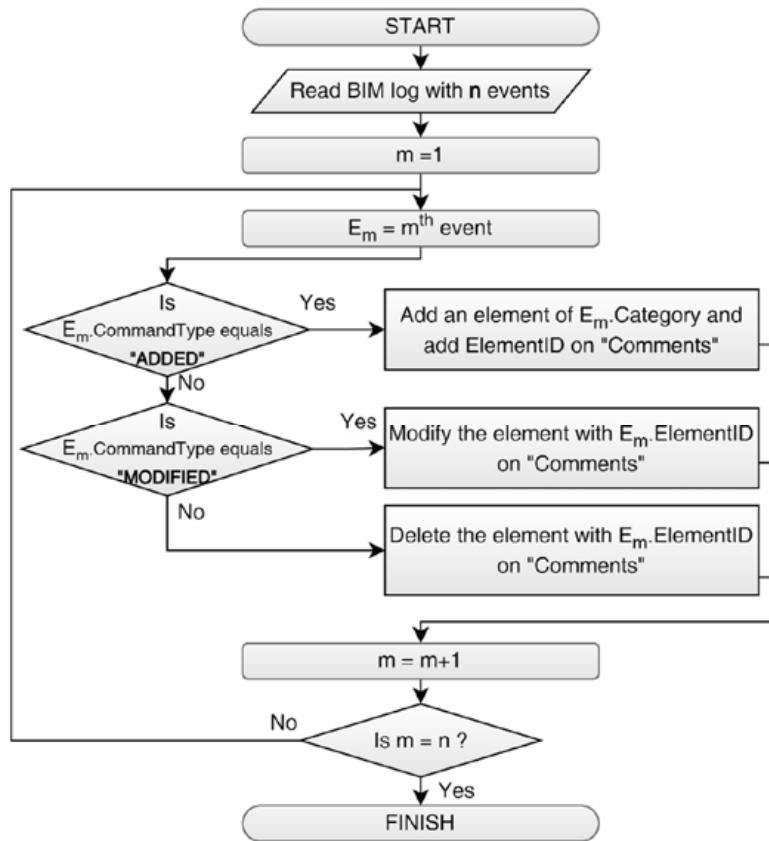 START
Read BIM log with n events
m =1
Eₘ = mᵗʰ event
Is
Eₘ.CommandType equals
"ADDED"
Yes
Add an element of Eₘ.Category and
add ElementID on "Comments"
No
Is
Eₘ.CommandType equals
"MODIFIED"
Yes
Modify the element with Eₘ.ElementID
on "Comments"
No
Delete the element with Eₘ.ElementID
on "Comments"
m = m+1
Is m = n ?
No
Yes
FINISH